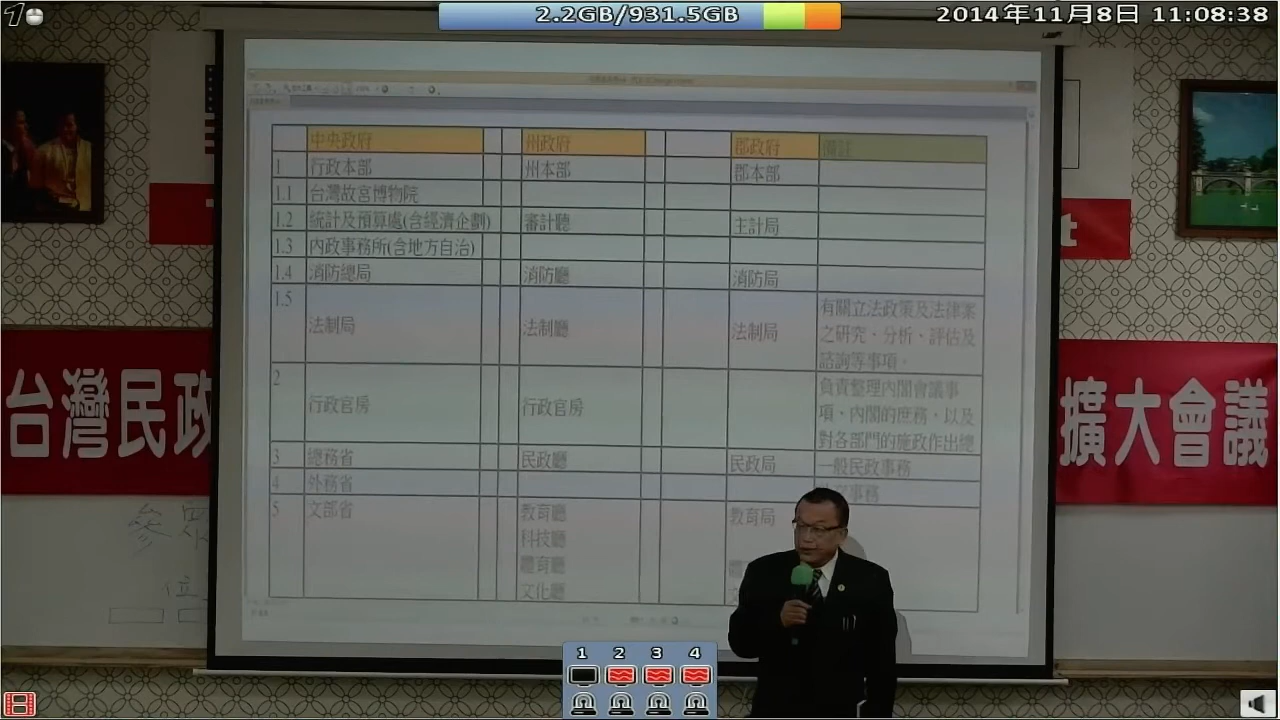 1
2.2GB/931.5GB
2014年11月8日 11:08:38
中央政府 州政府 郡政府 備註
1 行政本部 州本部 郡本部
1.1 台灣故宮博物院
1.2 統計及預算處(含經濟企劃) 審計聽 主計局
1.3 內政事務所(含地方自治)
1.4 消防總局 消防廳 消防局
1.5 法制局 法制廳 法制局
有關立法政策及法律案
之研究、分析、評估及
諮詢等事項。
2 行政官房 行政官房
負責整理內閣會議事
項、內閣的庶務、以及
對各部門的施政作出總
3 總務省 民政廳 民政局 一般民政事務
4 外務省 事務
5 文部省 教育廳 教育局
科技廳
體育廳 體
文化廳
t
台灣民政
擴大會議
參眾
位
1 2 3 4